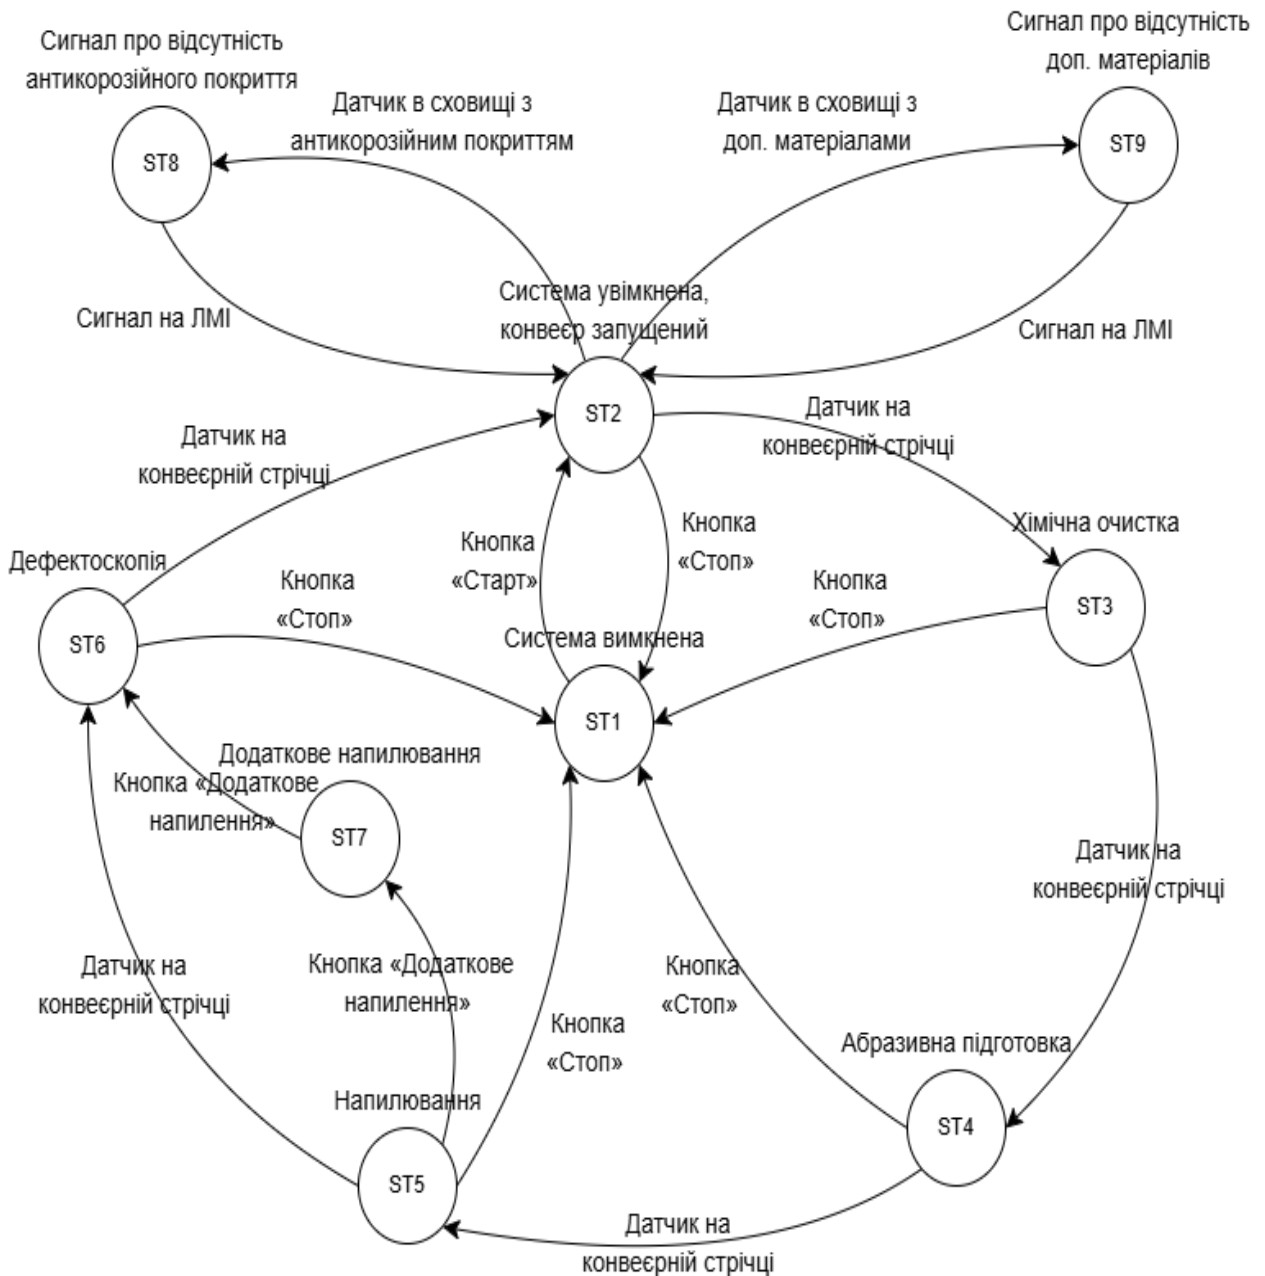 Сигнал про відсутність
доп. матеріалів
Сигнал про відсутність
антикорозійного покриття
Датчик в сховищі з
антикорозійним покриттям
Датчик в сховищі з
доп. матеріалами
ST8
ST9
Система увімкнена,
конвеєр запущений
Сигнал на ЛМІ
Сигнал на ЛМІ
ST2
Датчик на
конвеєрній стрічці
Датчик на
конвеєрній стрічці
Кнопка
«Старт»
Кнопка
«Стоп»
Хімічна очистка
Дефектоскопія
Кнопка
«Стоп»
Кнопка
«Стоп»
ST3
ST6
Система вимкнена
ST1
Додаткове напилювання
Кнопка «Додаткове
напилення»
ST7
Датчик на
конвеєрній стрічці
Датчик на
конвеєрній стрічці
Кнопка «Додаткове
напилення»
Кнопка
«Стоп»
Кнопка
«Стоп»
Абразивна підготовка
Напилювання
ST4
ST5
Датчик на
конвеєрній стрічці